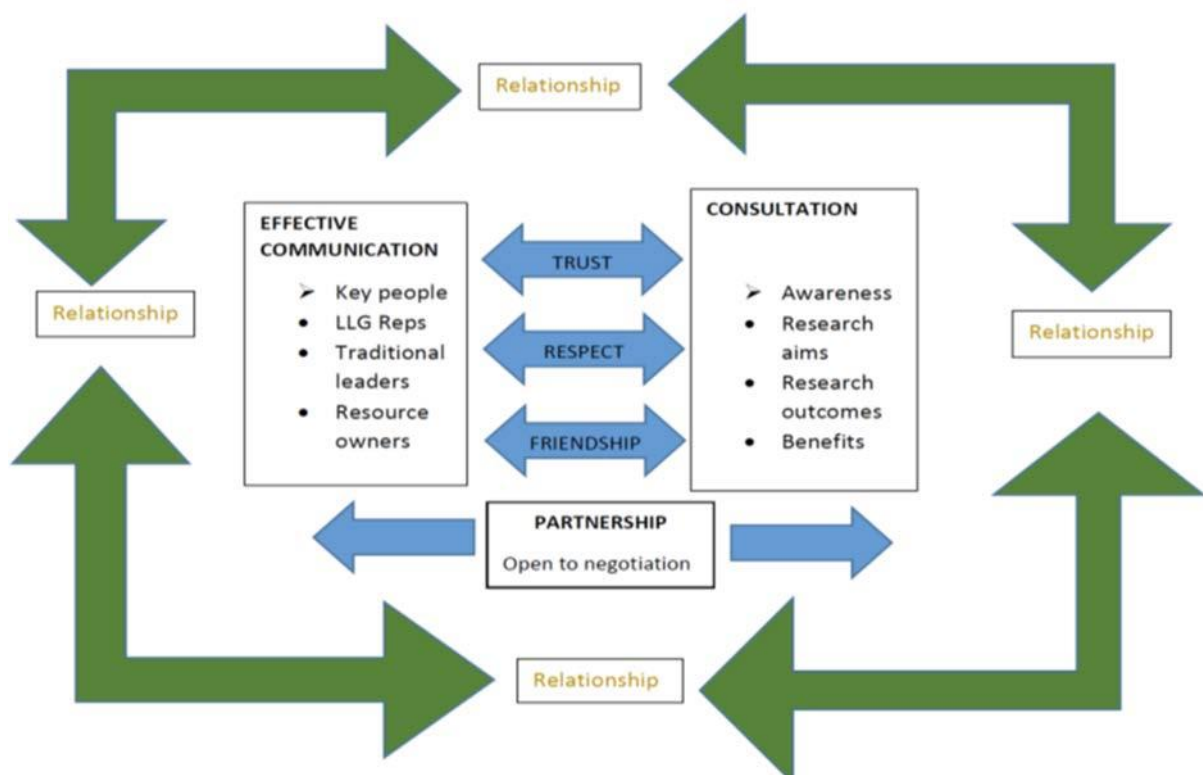 Relationship
EFFECTIVE
COMMUNICATION
➢ Key people
• LLG Reps
• Traditional
leaders
• Resource
owners
TRUST
RESPECT
FRIENDSHIP
CONSULTATION
➢ Awareness
• Research
aims
• Research
outcomes
• Benefits
Relationship
Relationship
PARTNERSHIP
Open to negotiation
Relationship